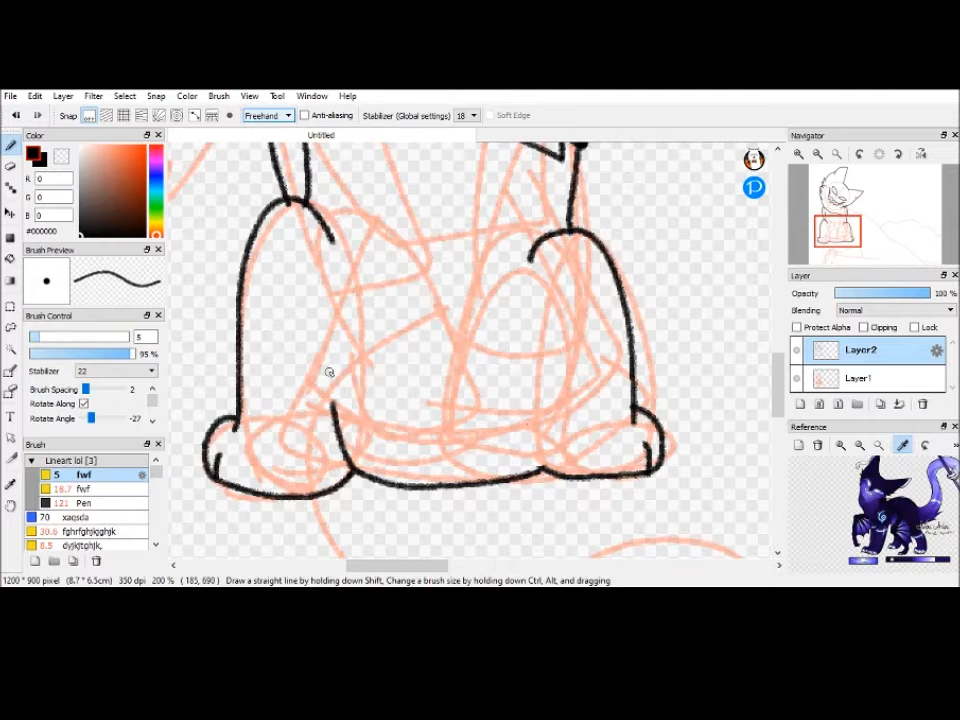 File Edit Layer Filter Select Snap Color Brush View Tool Window Help
Snap OFF Freehand Anti-aliasing Stabilizer (Global settings) 18 Soft Edge
Untitled
Color
R 0
G 0
B 0
#000000
Brush Preview
Brush Control
5
95 %
Stabilizer 22
Brush Spacing 2
Rotate Along
Rotate Angle -27
Brush
Lineart lol [3]
5 fwf
18.7 fwf
121 Pen
70 xaqsda
30.6 fghrfghjkjghjk
8.5 dyjkjtghjk,
Navigator
Layer
Opacity 100 %
Blending Normal
Protect Alpha Clipping Lock
Layer2
Layer1
Reference
1200 * 900 pixel (8.7 * 6.5cm) 350 dpi 200 % ( 185, 690 ) Draw a straight line by holding down Shift, Change a brush size by holding down Ctrl, Alt, and dragging